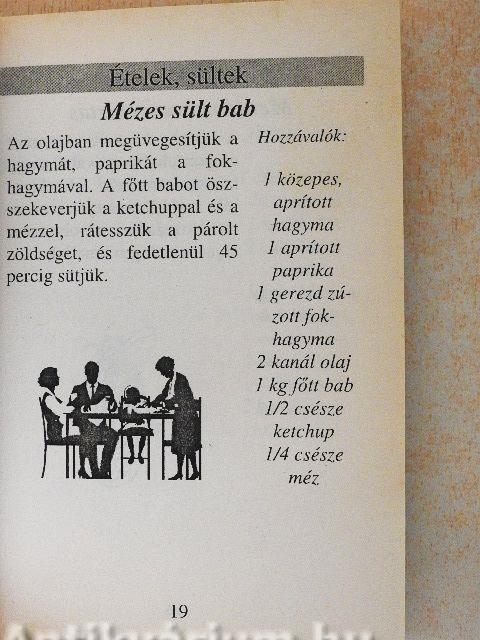 Ételek, sültek
Mézes sült bab
Az olajban megüvegesítjük a
hagymát, paprikát a fok-
hagymával. A főtt babot ösz-
szekeverjük a ketchuppal és a
mézzel, rátesszük a párolt
zöldséget, és fedetlenül 45
percig sütjük.
Hozzávalók:
1 közepes,
aprított
hagyma
1 aprított
paprika
1 gerezd zú-
zott fok-
hagyma
2 kanál olaj
1 kg főtt bab
1/2 csésze
ketchup
1/4 csésze
méz
19
Antikvárium.hu